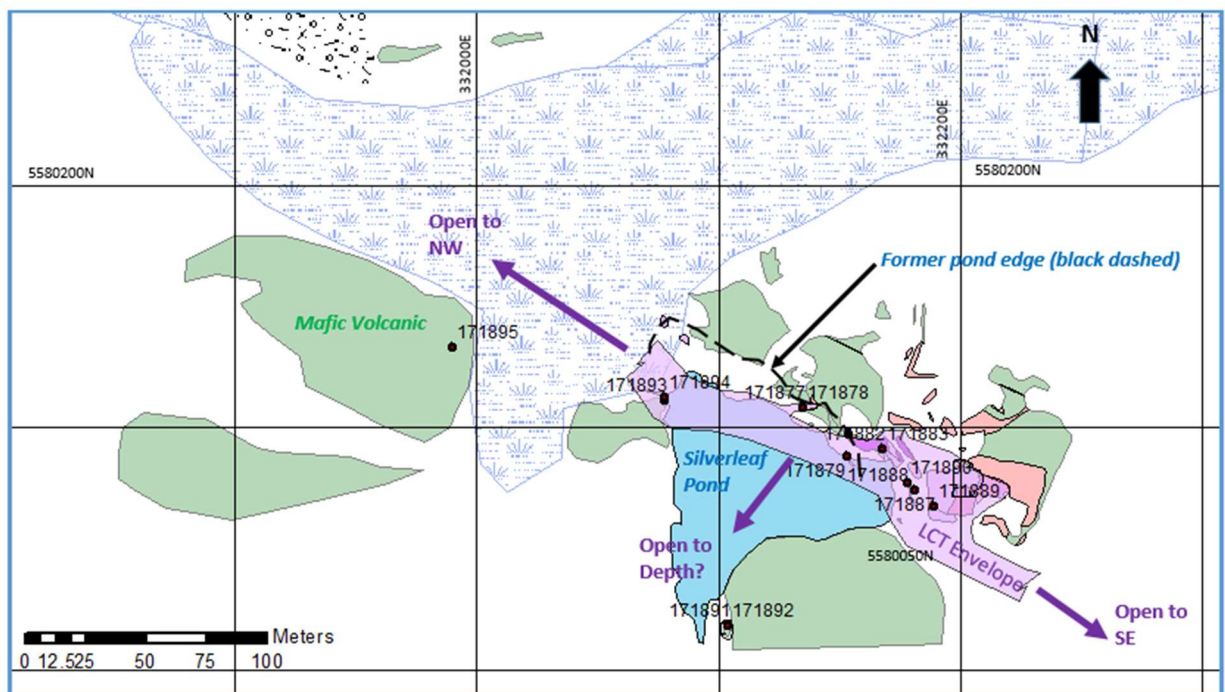 N
332000E
332200E
5580200N
5580200N
Open to
NW
Former pond edge (black dashed)
Mafic Volcanic
171895
171893
171894
171877
171878
171882
171883
Silverleaf
Pond
171879
171888
171890
171889
171887
LCT Envelope
Open to
Depth?
5580050N
171891
171892
Open to
SE
Meters
0 12.525 50 75 100